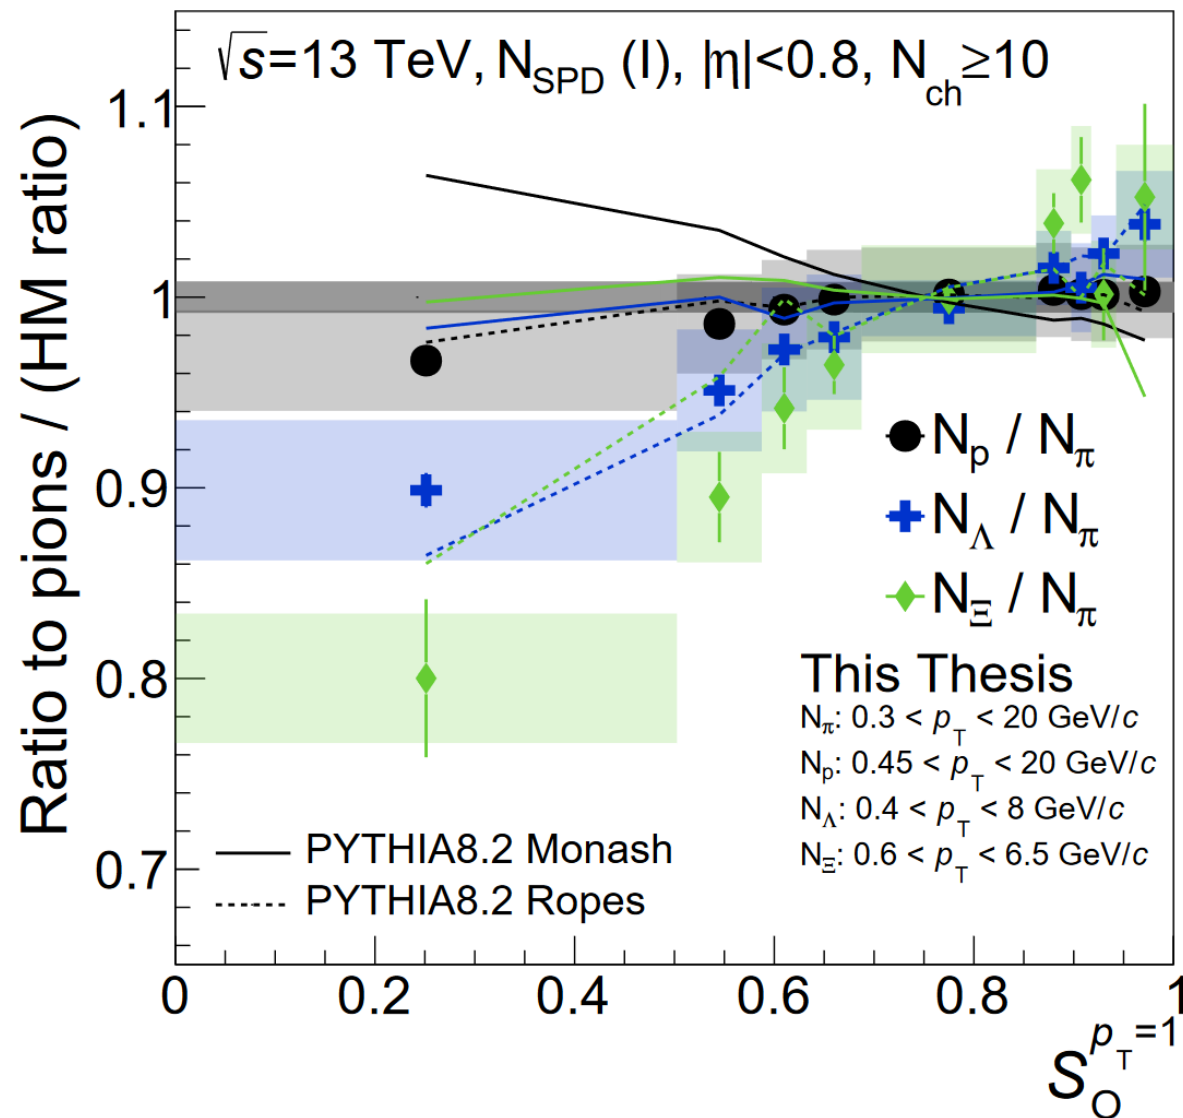 √s=13 TeV, N_SPD (I), |η|<0.8, N_ch≥10
Ratio to pions / (HM ratio)
1.1
1
0.9
0.8
0.7
N_p / N_π
N_Λ / N_π
N_Ξ / N_π
This Thesis
N_π: 0.3 < p_T < 20 GeV/c
N_p: 0.45 < p_T < 20 GeV/c
N_Λ: 0.4 < p_T < 8 GeV/c
N_Ξ: 0.6 < p_T < 6.5 GeV/c
PYTHIA8.2 Monash
PYTHIA8.2 Ropes
0 0.2 0.4 0.6 0.8 1
S_O^{p_T=1}